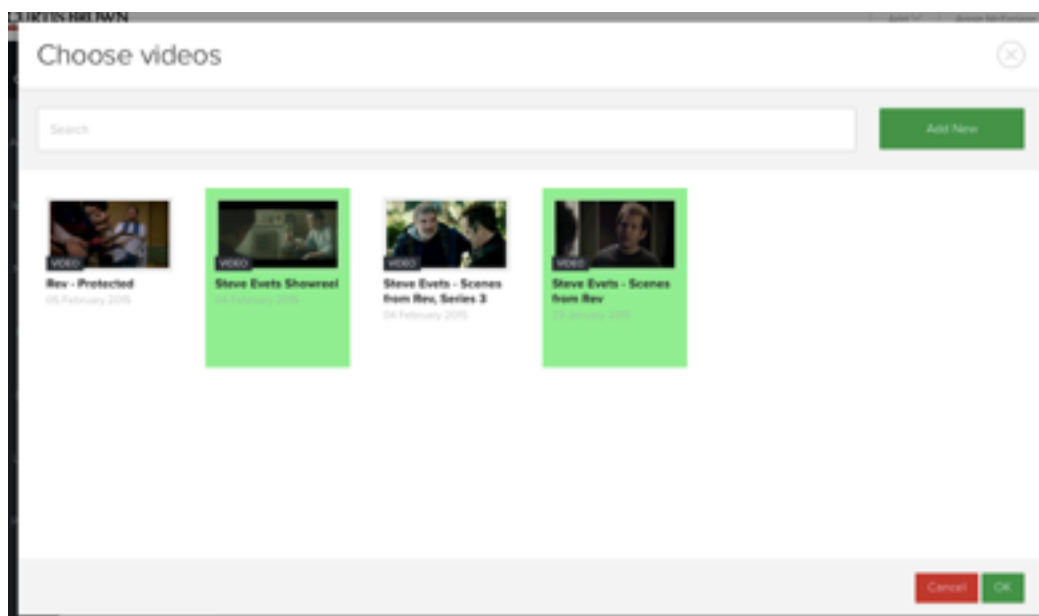 CURTIS BROWN
Add
Choose videos
Search
Add New
VIDEO
Rev - Protected
05 February 2015
VIDEO
Steve Evets Showreel
04 February 2015
VIDEO
Steve Evets - Scenes
from Rev, Series 3
04 February 2015
VIDEO
Steve Evets - Scenes
from Rev
23 January 2015
Cancel
OK